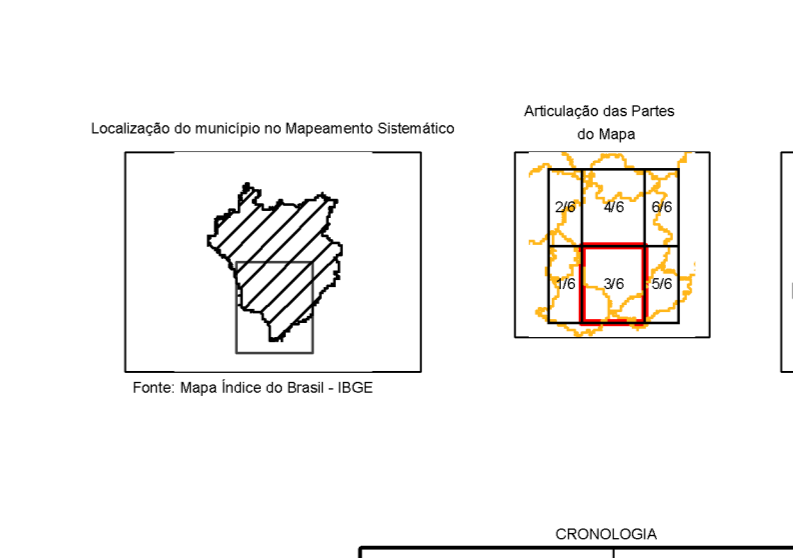 Localização do município no Mapeamento Sistemático
Fonte: Mapa Índice do Brasil - IBGE
Articulação das Partes
do Mapa
2/6 4/6 6/6
1/6 3/6 5/6
CRONOLOGIA